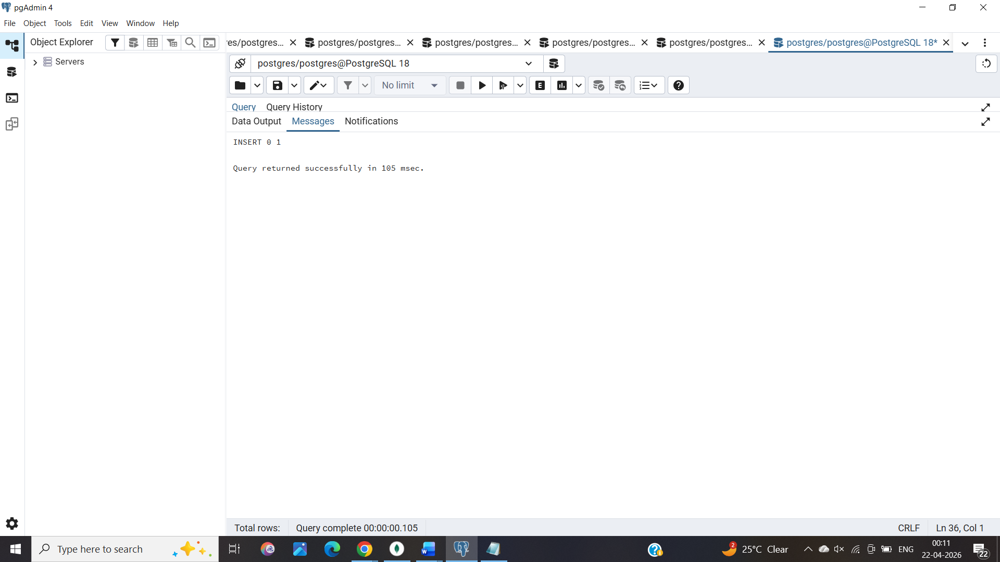 pgAdmin 4
File Object Tools Edit View Window Help
Object Explorer
Servers
res/postgres... postgres/postgres... postgres/postgres... postgres/postgres... postgres/postgres... postgres/postgres@PostgreSQL 18*
postgres/postgres@PostgreSQL 18
No limit
E
Query Query History
Data Output Messages Notifications
INSERT 0 1
Query returned successfully in 105 msec.
Total rows: Query complete 00:00:00.105 CRLF Ln 36, Col 1
Type here to search
W
2
25°C Clear
ENG
00:11
22-04-2026
22